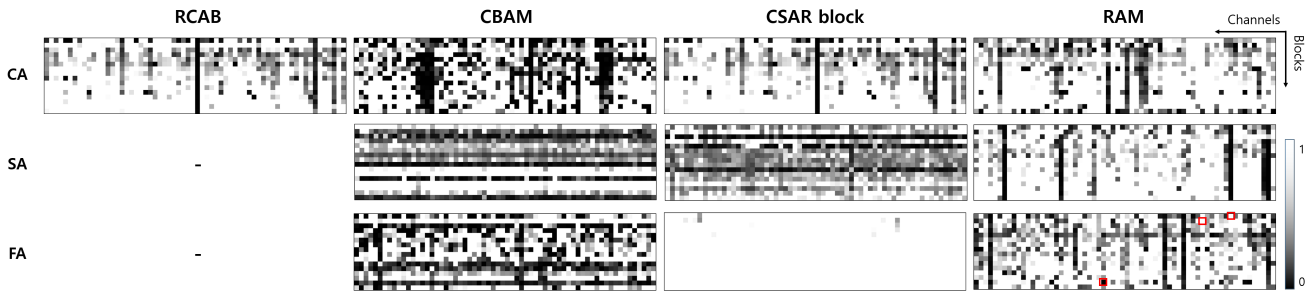 RCAB CBAM CSAR block RAM
Channels
Blocks
CA
SA - 1
FA - 0